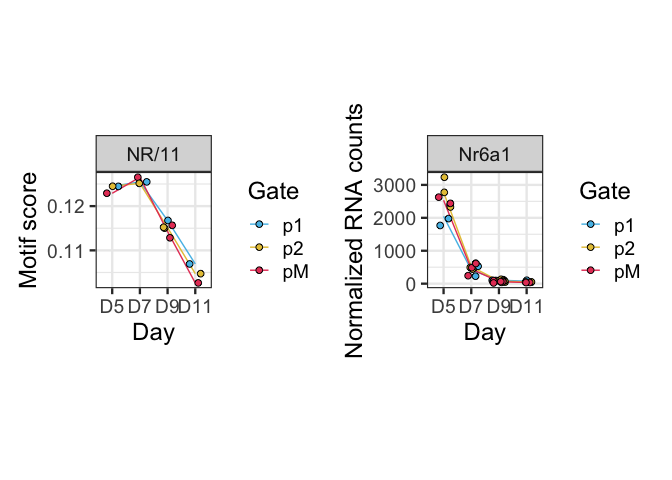 NR/11
Motif score
0.12
0.11
D5 D7 D9 D11
Day
Gate
p1
p2
pM
Nr6a1
Normalized RNA counts
3000
2000
1000
0
D5 D7 D9 D11
Day
Gate
p1
p2
pM